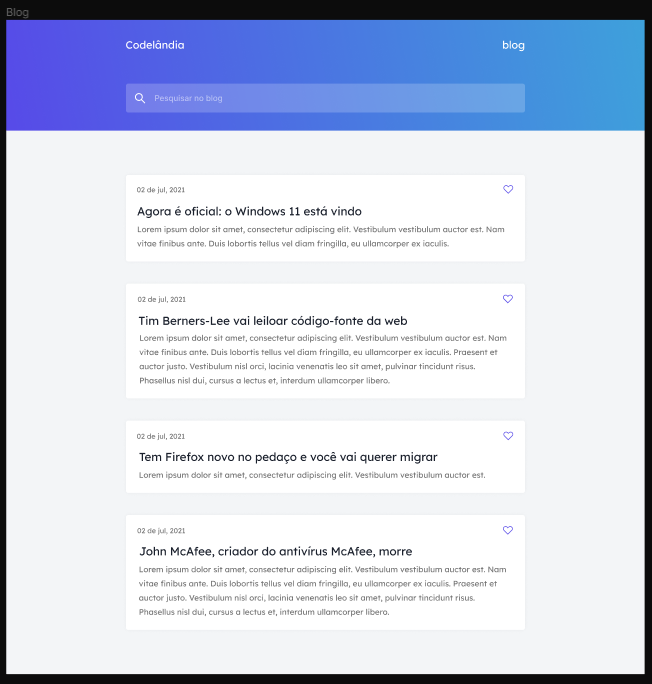 Blog
Codelândia
blog
Pesquisar no blog
02 de jul, 2021
Agora é oficial: o Windows 11 está vindo
Lorem ipsum dolor sit amet, consectetur adipiscing elit. Vestibulum vestibulum auctor est. Nam
vitae finibus ante. Duis lobortis tellus vel diam fringilla, eu ullamcorper ex iaculis.
02 de jul, 2021
Tim Berners-Lee vai leiloar código-fonte da web
Lorem ipsum dolor sit amet, consectetur adipiscing elit. Vestibulum vestibulum auctor est. Nam
vitae finibus ante. Duis lobortis tellus vel diam fringilla, eu ullamcorper ex iaculis. Praesent et
auctor justo. Vestibulum nisl orci, lacinia venenatis leo sit amet, pulvinar tincidunt risus.
Phasellus nisl dui, cursus a lectus et, interdum ullamcorper libero.
02 de jul, 2021
Tem Firefox novo no pedaço e você vai querer migrar
Lorem ipsum dolor sit amet, consectetur adipiscing elit. Vestibulum vestibulum auctor est.
02 de jul, 2021
John McAfee, criador do antivírus McAfee, morre
Lorem ipsum dolor sit amet, consectetur adipiscing elit. Vestibulum vestibulum auctor est. Nam
vitae finibus ante. Duis lobortis tellus vel diam fringilla, eu ullamcorper ex iaculis. Praesent et
auctor justo. Vestibulum nisl orci, lacinia venenatis leo sit amet, pulvinar tincidunt risus.
Phasellus nisl dui, cursus a lectus et, interdum ullamcorper libero.